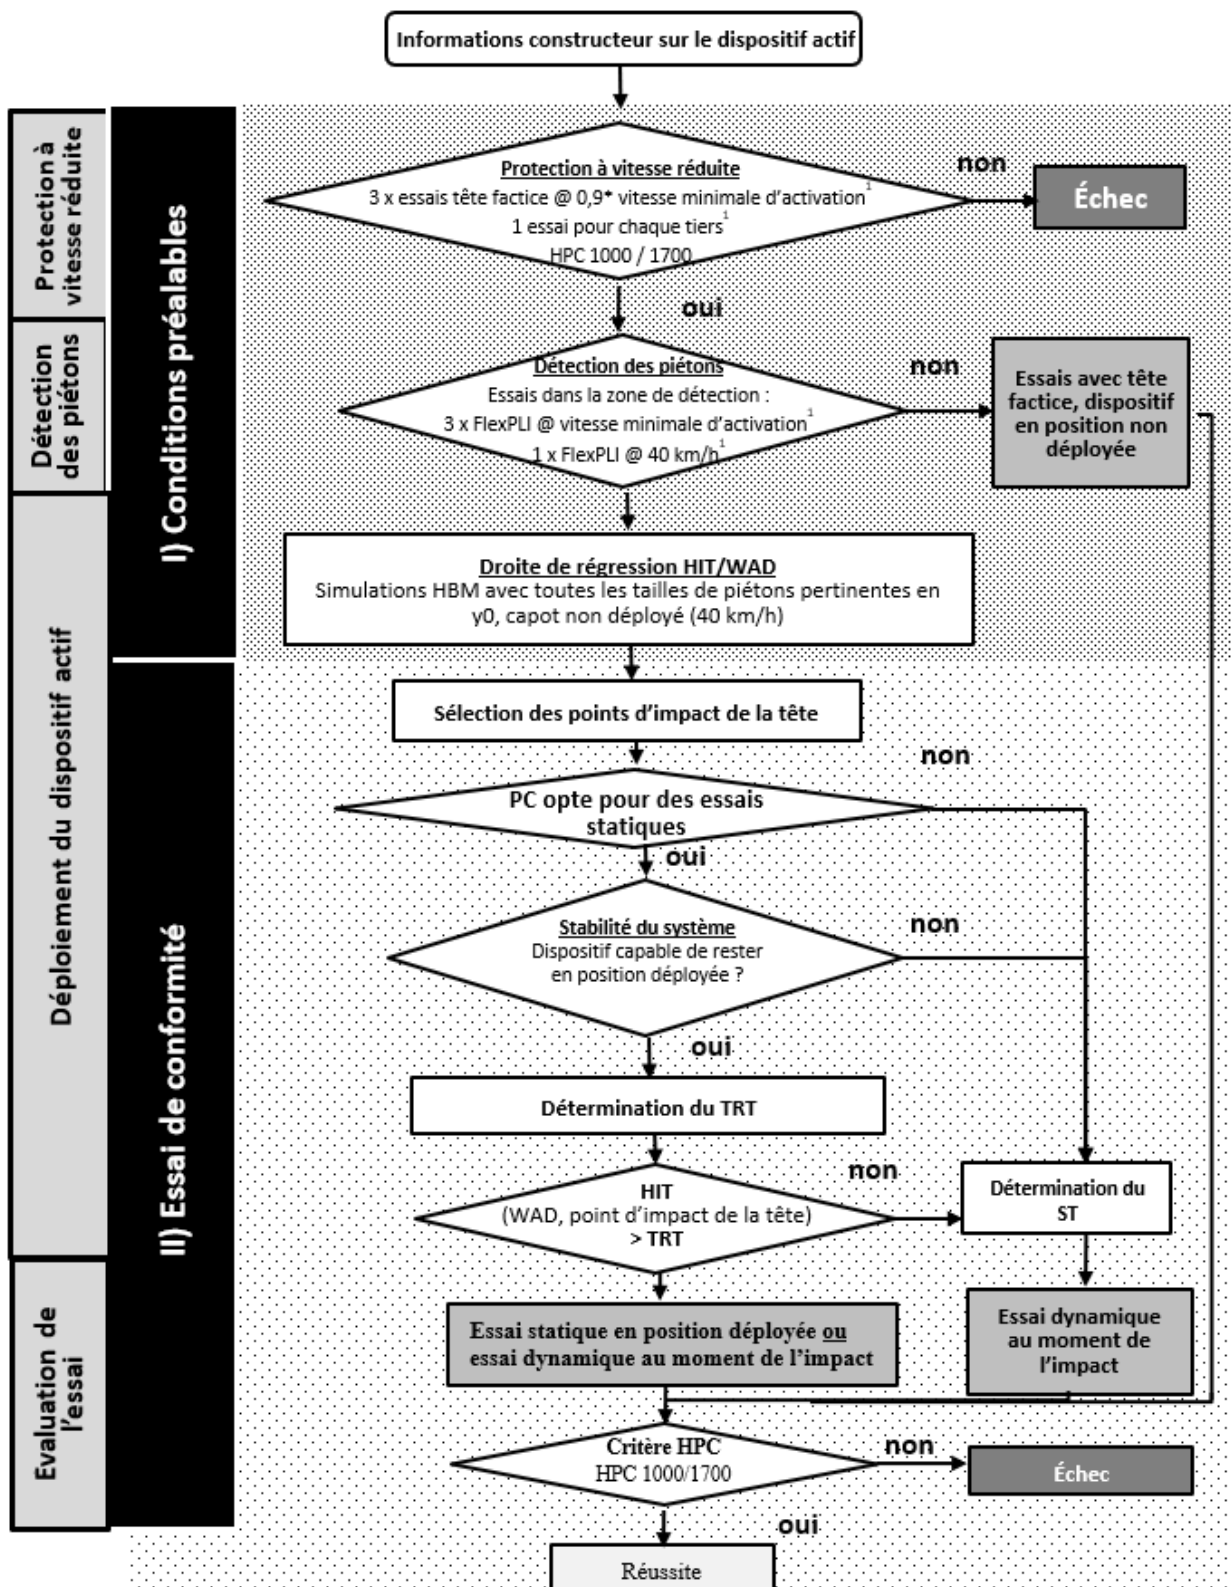 Informations constructeur sur le dispositif actif
Protection à
vitesse réduite
I) Conditions préalables
Protection à vitesse réduite
3 x essais tête factice @ 0,9* vitesse minimale d'activation1
1 essai pour chaque tiers1
HPC 1000 / 1700
non
Échec
oui
Détection
des piétons
Détection des piétons
Essais dans la zone de détection :
3 x FlexPLI @ vitesse minimale d'activation1
1 x FlexPLI @ 40 km/h1
non
Essais avec tête
factice, dispositif
en position non
déployée
Déploiement du dispositif actif
Droite de régression HIT/WAD
Simulations HBM avec toutes les tailles de piétons pertinentes en
y0, capot non déployé (40 km/h)
II) Essai de conformité
Sélection des points d'impact de la tête
non
PC opte pour des essais
statiques
oui
Stabilité du système
Dispositif capable de rester
en position déployée ?
non
oui
Détermination du TRT
HIT
(WAD, point d'impact de la tête)
> TRT
non
Détermination du
ST
Evaluation de
l'essai
Essai statique en position déployée ou
essai dynamique au moment de l'impact
Essai dynamique
au moment de
l'impact
Critère HPC
HPC 1000/1700
non
Échec
oui
Réussite